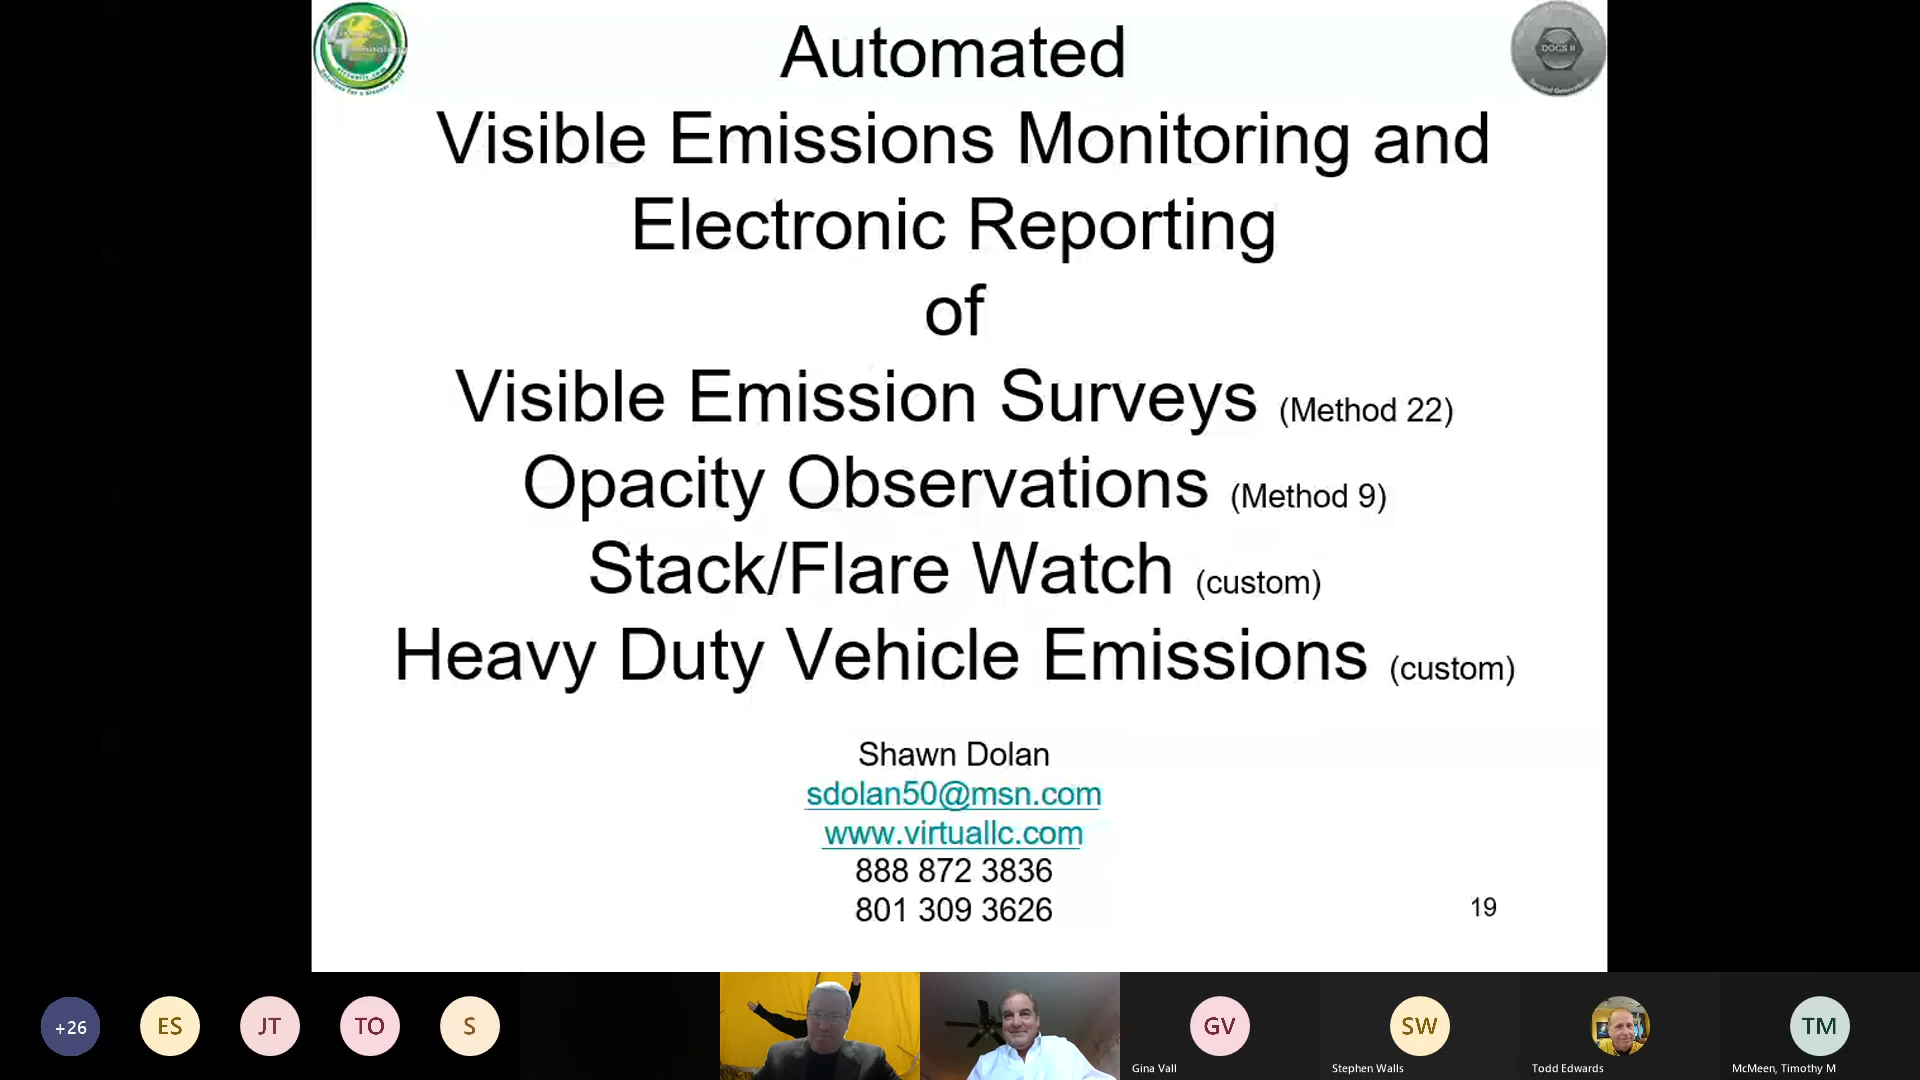 Automated
Visible Emissions Monitoring and
Electronic Reporting
of
Visible Emission Surveys (Method 22)
Opacity Observations (Method 9)
Stack/Flare Watch (custom)
Heavy Duty Vehicle Emissions (custom)
Shawn Dolan
sdolan50@msn.com
www.virtuallc.com
888 872 3836
801 309 3626
19
DOCS II
+26
ES
JT
TO
S
GV
SW
TM
Gina Vall
Stephen Walls
Todd Edwards
McMeen, Timothy M